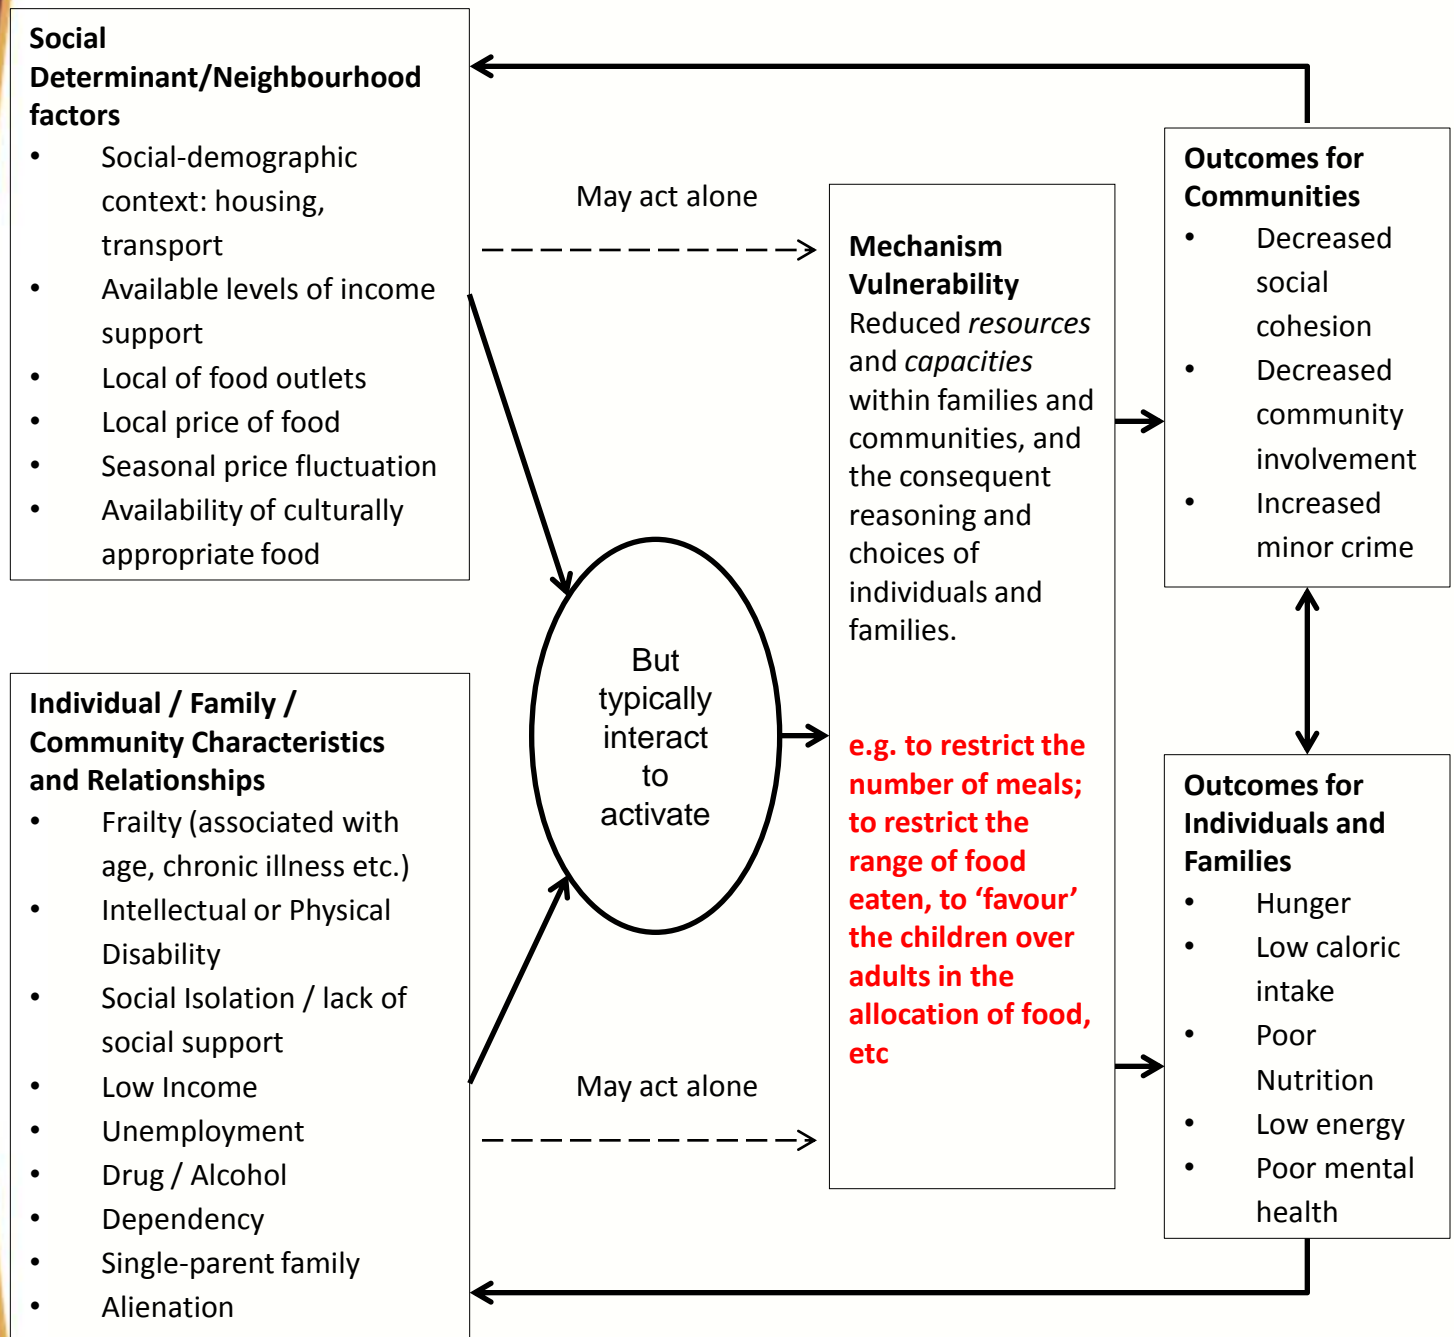 Social
Determinant/Neighbourhood
factors
• Social-demographic
context: housing,
transport
• Available levels of income
support
• Local of food outlets
• Local price of food
• Seasonal price fluctuation
• Availability of culturally
appropriate food
Individual / Family /
Community Characteristics
and Relationships
• Frailty (associated with
age, chronic illness etc.)
• Intellectual or Physical
Disability
• Social Isolation / lack of
social support
• Low Income
• Unemployment
• Drug / Alcohol
• Dependency
• Single-parent family
• Alienation
May act alone
But
typically
interact
to
activate
May act alone
Mechanism
Vulnerability
Reduced resources
and capacities
within families and
communities, and
the consequent
reasoning and
choices of
individuals and
families.
e.g. to restrict the
number of meals;
to restrict the
range of food
eaten, to ‘favour’
the children over
adults in the
allocation of food,
etc
Outcomes for
Communities
• Decreased
social
cohesion
• Decreased
community
involvement
• Increased
minor crime
Outcomes for
Individuals and
Families
• Hunger
• Low caloric
intake
• Poor
Nutrition
• Low energy
• Poor mental
health